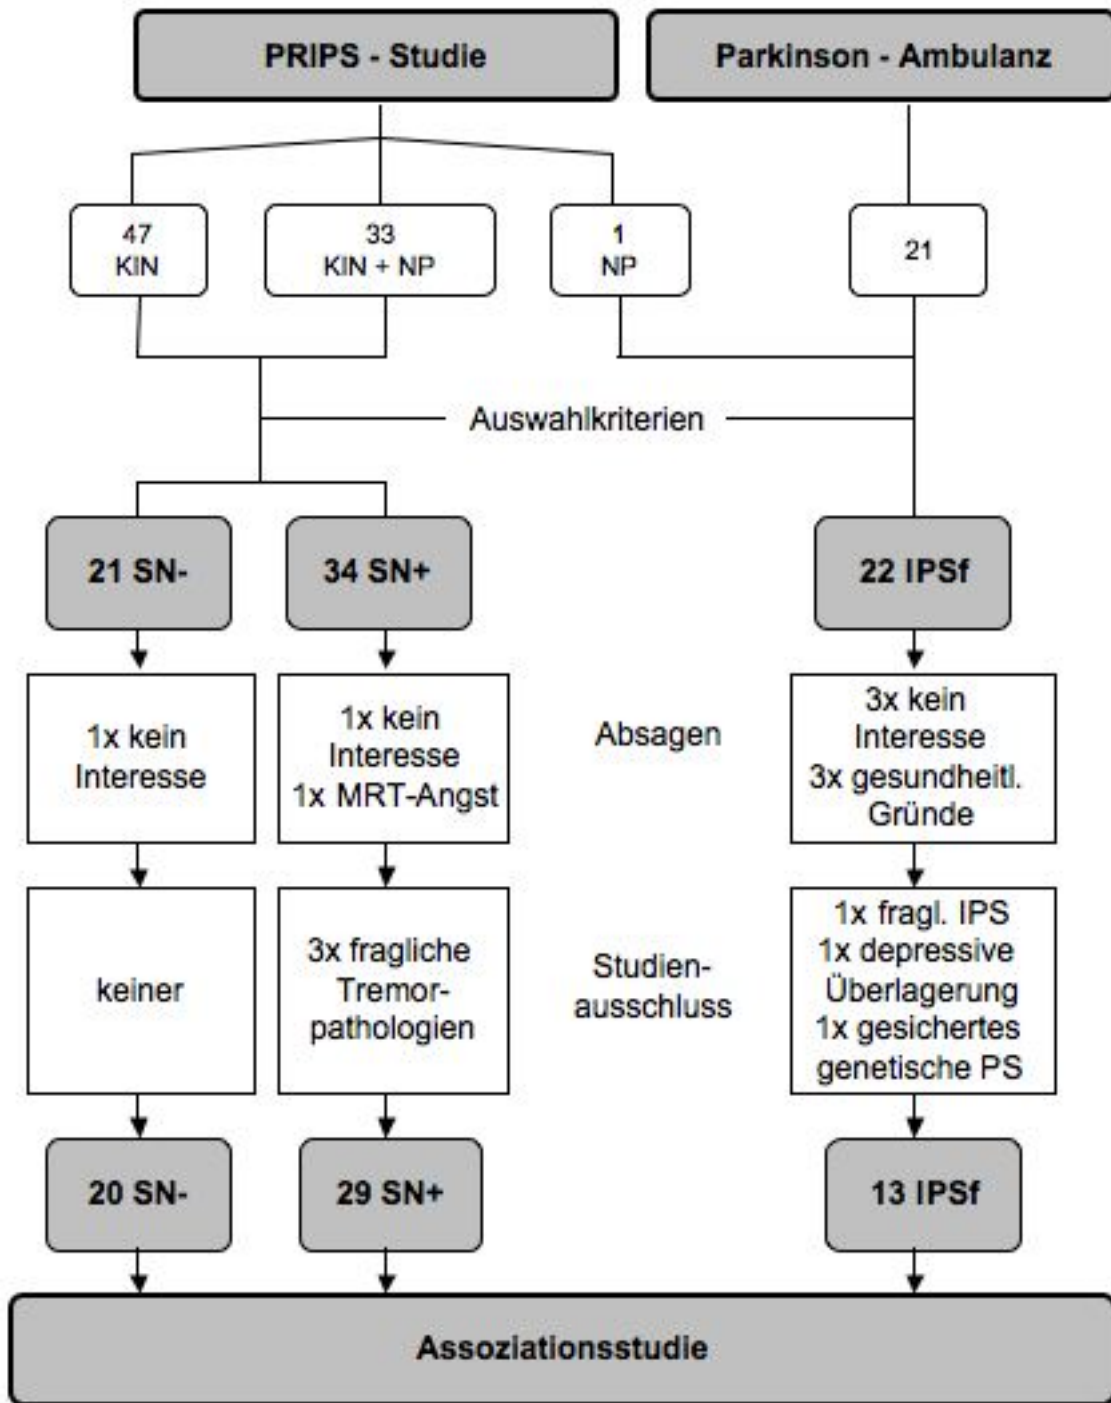 PRIPS - Studie
Parkinson - Ambulanz
47
KIN
33
KIN + NP
1
NP
21
Auswahlkriterien
21 SN-
34 SN+
22 IPSf
1x kein
Interesse
1x kein
Interesse
1x MRT-Angst
Absagen
3x kein
Interesse
3x gesundheitl.
Gründe
keiner
3x fragliche
Tremor-
pathologien
Studien-
ausschluss
1x fragl. IPS
1x depressive
Überlagerung
1x gesichertes
genetische PS
20 SN-
29 SN+
13 IPSf
Assoziationsstudie